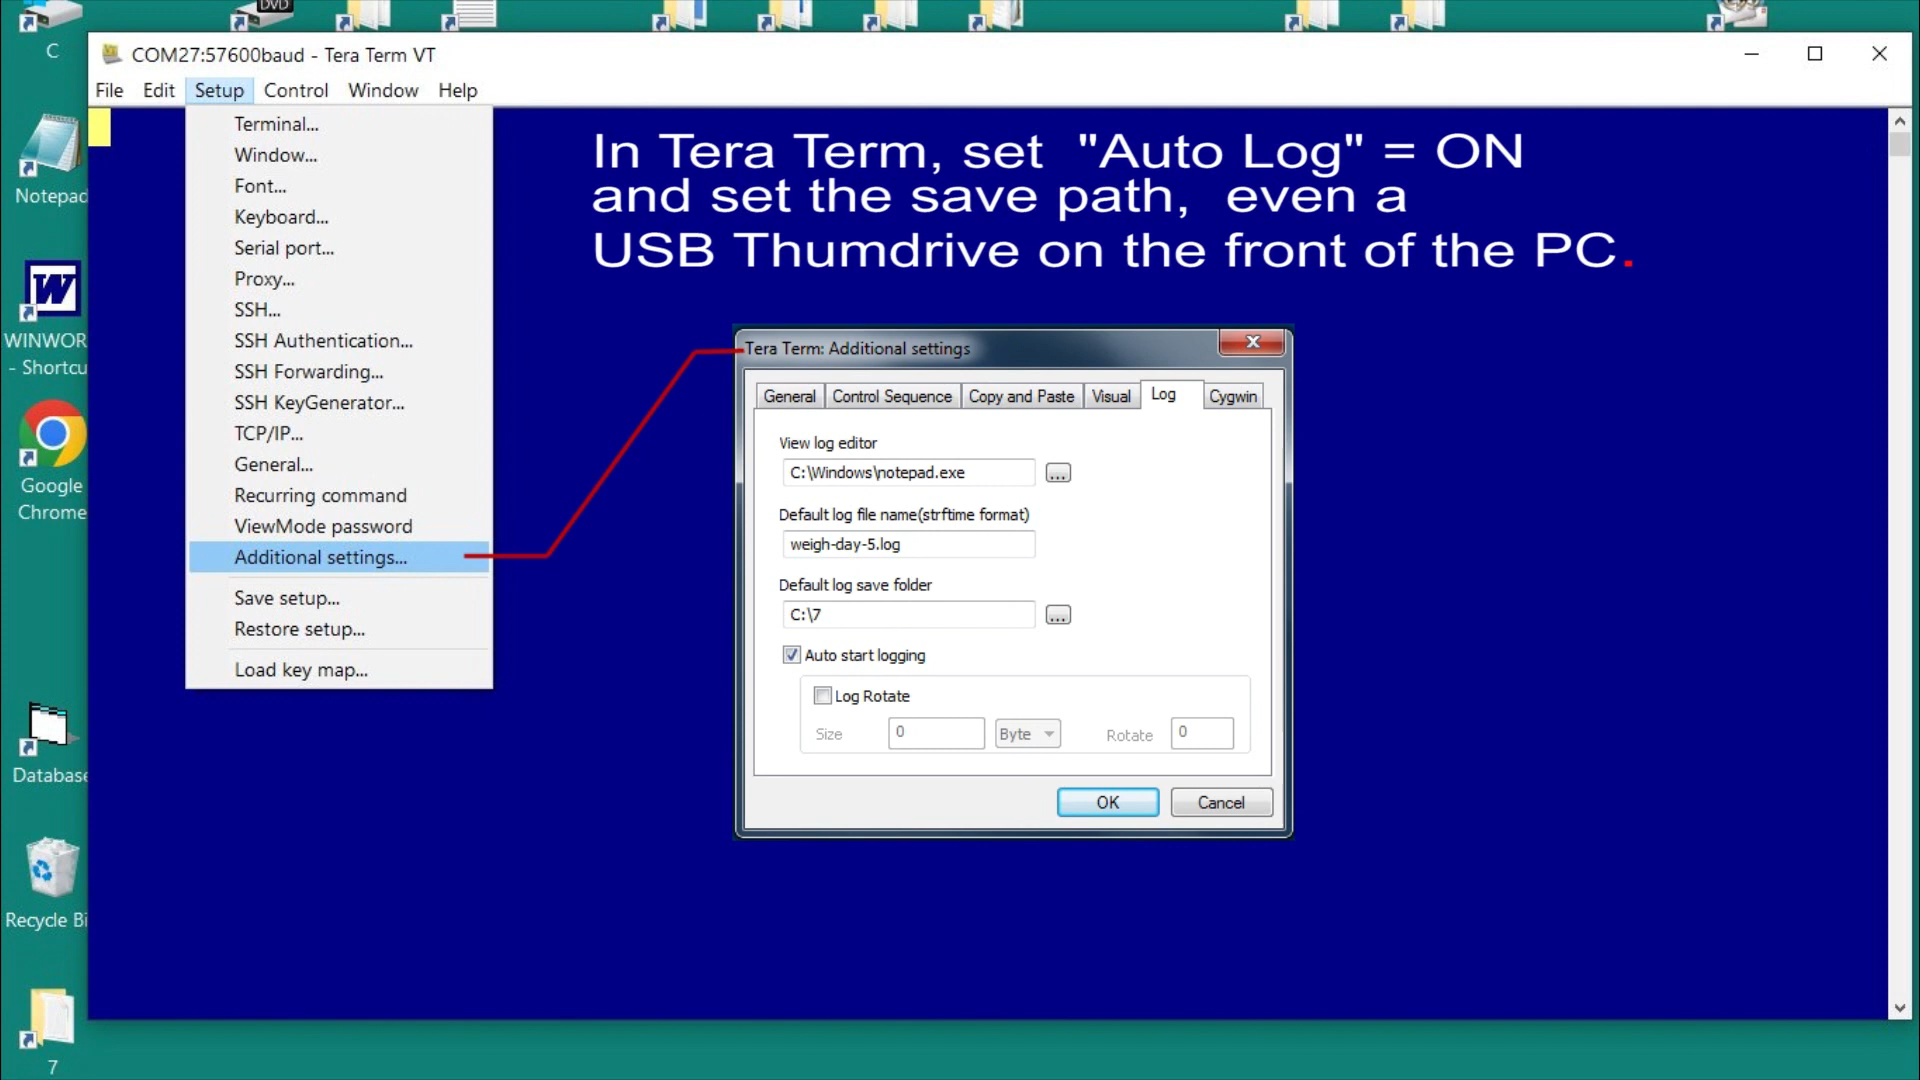 DVD
C
COM27:57600baud - Tera Term VT
File Edit Setup Control Window Help
Terminal...
Window...
Font...
Keyboard...
Serial port...
Proxy...
SSH...
SSH Authentication...
SSH Forwarding...
SSH KeyGenerator...
TCP/IP...
General...
Recurring command
ViewMode password
Additional settings...
Save setup...
Restore setup...
Load key map...
In Tera Term, set "Auto Log" = ON
and set the save path, even a
USB Thumdrive on the front of the PC.
Tera Term: Additional settings
General Control Sequence Copy and Paste Visual Log Cygwin
View log editor
C:\Windows\notepad.exe ...
Default log file name(strftime format)
weigh-day-5.log
Default log save folder
C:\7 ...
Auto start logging
Log Rotate
Size 0 Byte Rotate 0
OK Cancel
Notepad
W
WINWOR
- Shortcu
Google
Chrome
Database
Recycle Bi
7